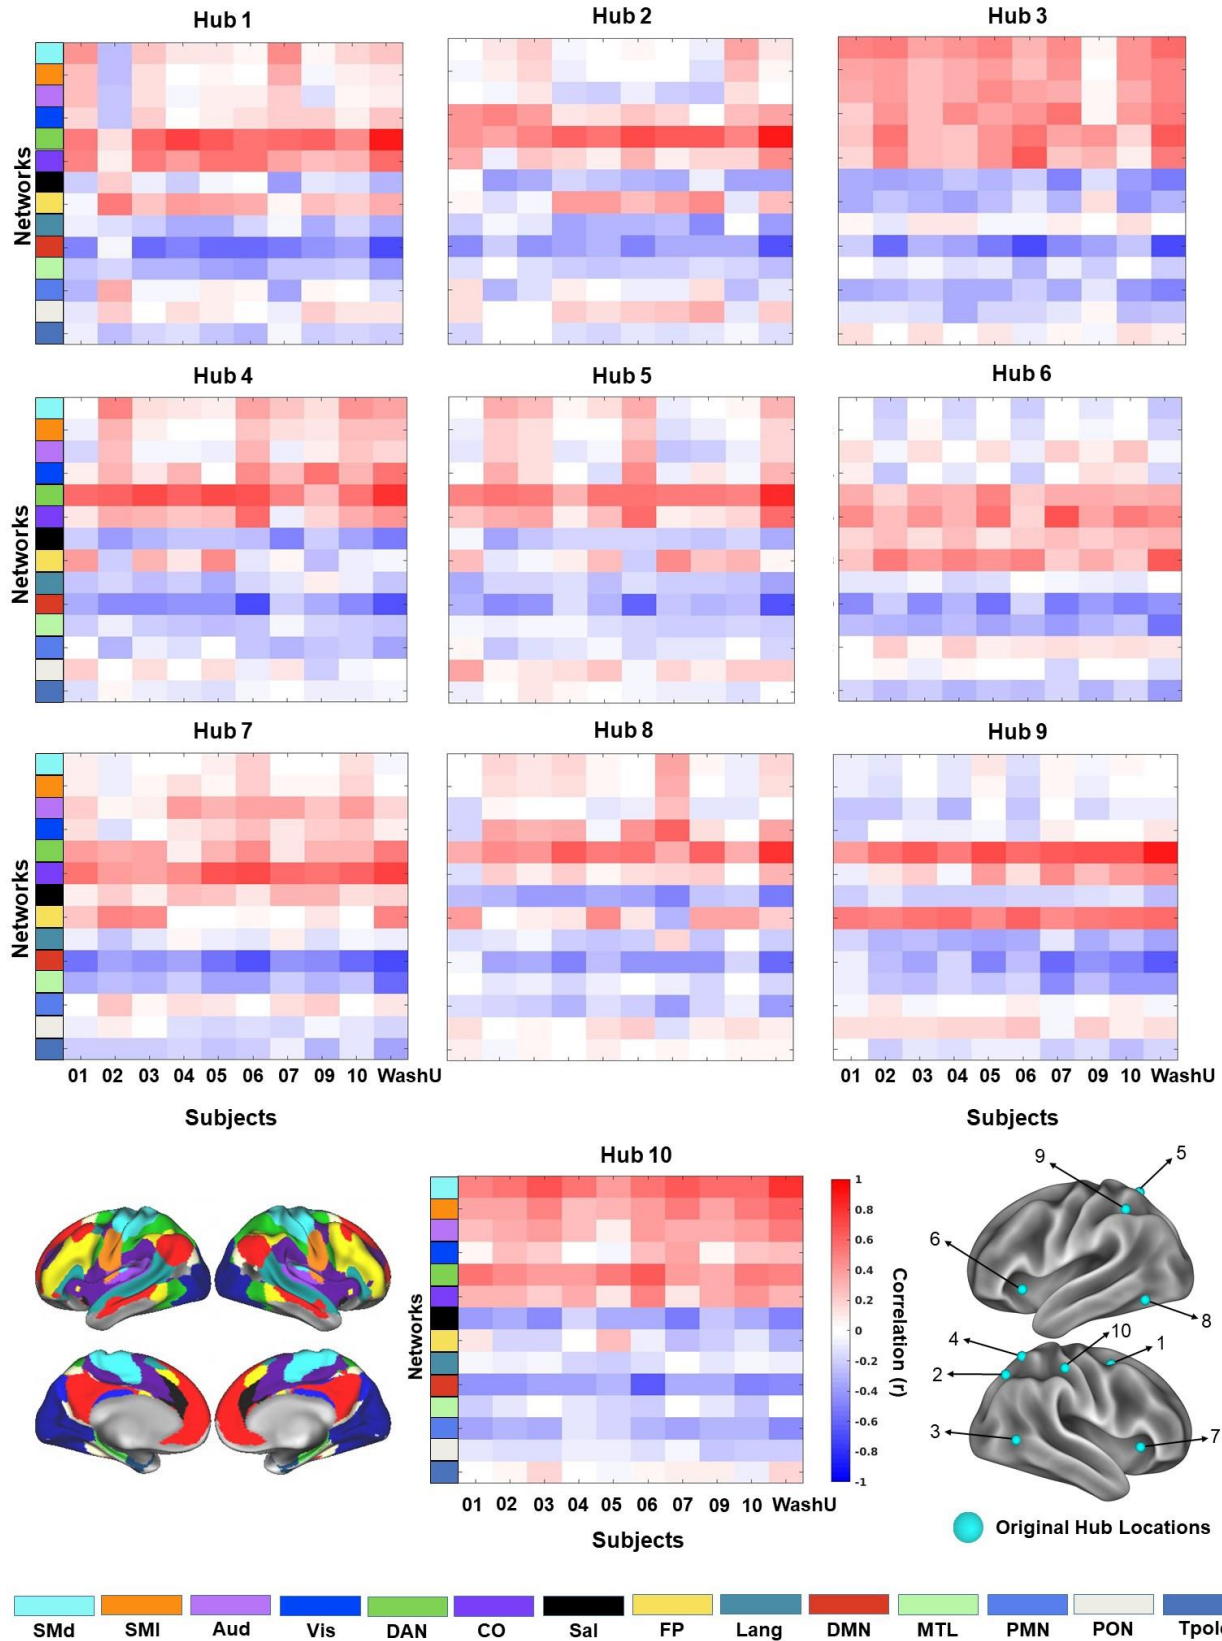 Hub 1
Hub 2
Hub 3
Networks
Hub 4
Hub 5
Hub 6
Networks
Hub 7
Hub 8
Hub 9
Networks
01 02 03 04 05 06 07 09 10 WashU
01 02 03 04 05 06 07 09 10 WashU
Subjects
Subjects
Hub 10
Networks
01 02 03 04 05 06 07 09 10 WashU
Subjects
1
0.8
0.6
0.4
0.2
0
-0.2
-0.4
-0.6
-0.8
-1
Correlation (r)
9
5
6
8
4
10
1
2
3
7
Original Hub Locations
SMd SMl Aud Vis DAN CO Sal FP Lang DMN MTL PMN PON Tpole